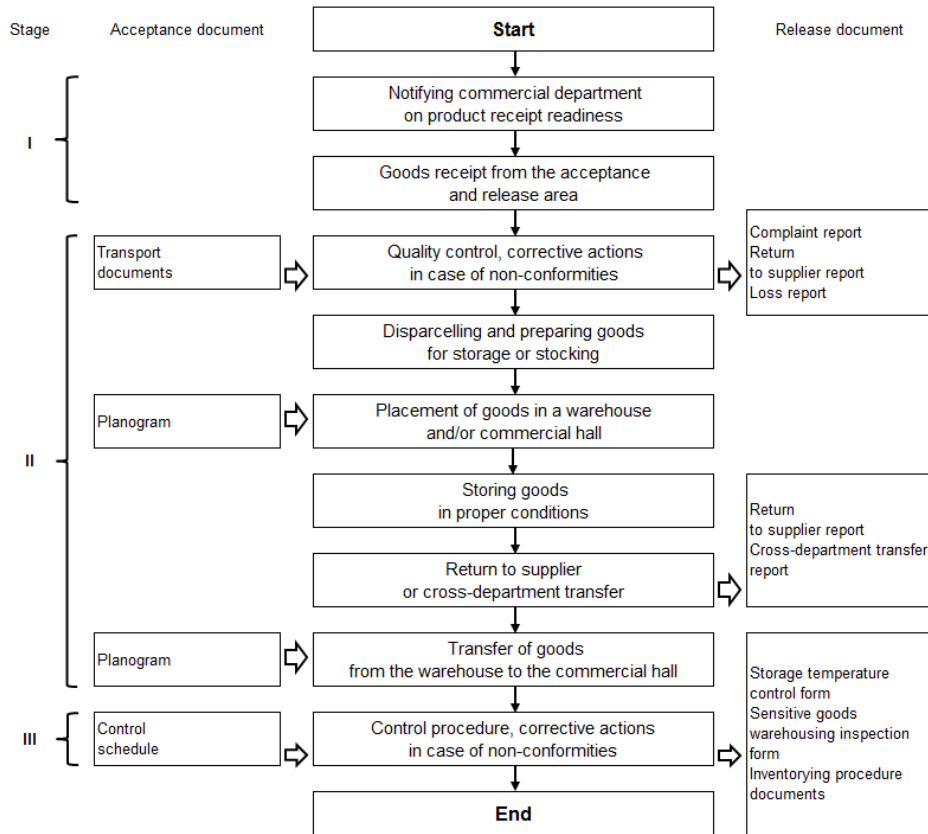 Stage
Acceptance document
Start
Release document
I
Notifying commercial department
on product receipt readiness
Goods receipt from the acceptance
and release area
II
Transport
documents
Quality control, corrective actions
in case of non-conformities
Complaint report
Return
to supplier report
Loss report
Disparcelling and preparing goods
for storage or stocking
Planogram
Placement of goods in a warehouse
and/or commercial hall
Storing goods
in proper conditions
Return to supplier
or cross-department transfer
Return
to supplier report
Cross-department transfer
report
Planogram
Transfer of goods
from the warehouse to the commercial hall
III
Control
schedule
Control procedure, corrective actions
in case of non-conformities
Storage temperature
control form
Sensitive goods
warehousing inspection
form
Inventorying procedure
documents
End